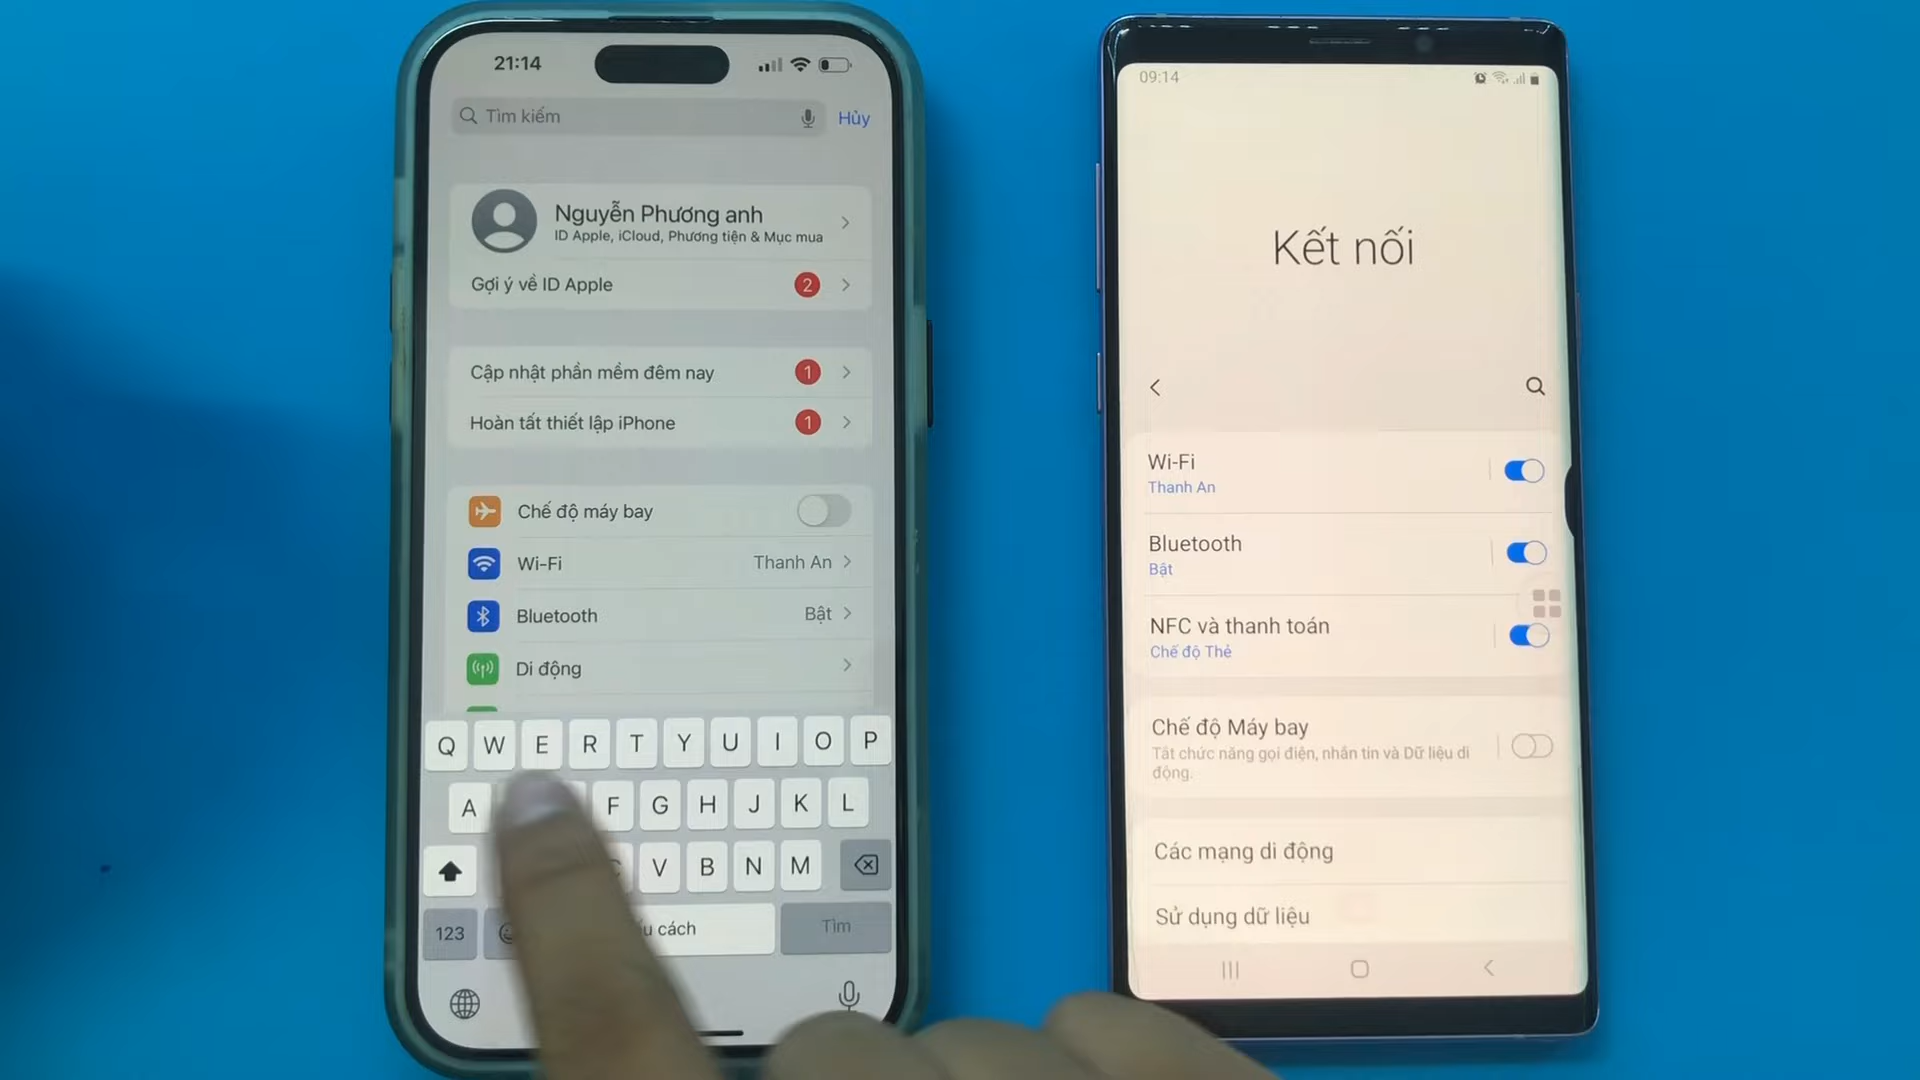 21:14
Tìm kiếm
Hủy
Nguyễn Phương anh
ID Apple, iCloud, Phương tiện & Mục mua
Gợi ý về ID Apple
2
Cập nhật phần mềm đêm nay
1
Hoàn tất thiết lập iPhone
1
Chế độ máy bay
Wi-Fi
Thanh An
Bluetooth
Bật
Di động
Q W E R T Y U I O P
A F G H J K L
V B N M
123
cách
Tìm
09:14
Kết nối
Wi-Fi
Thanh An
Bluetooth
Bật
NFC và thanh toán
Chế độ Thẻ
Chế độ Máy bay
Tắt chức năng gọi điện, nhắn tin và Dữ liệu di
động.
Các mạng di động
Sử dụng dữ liệu